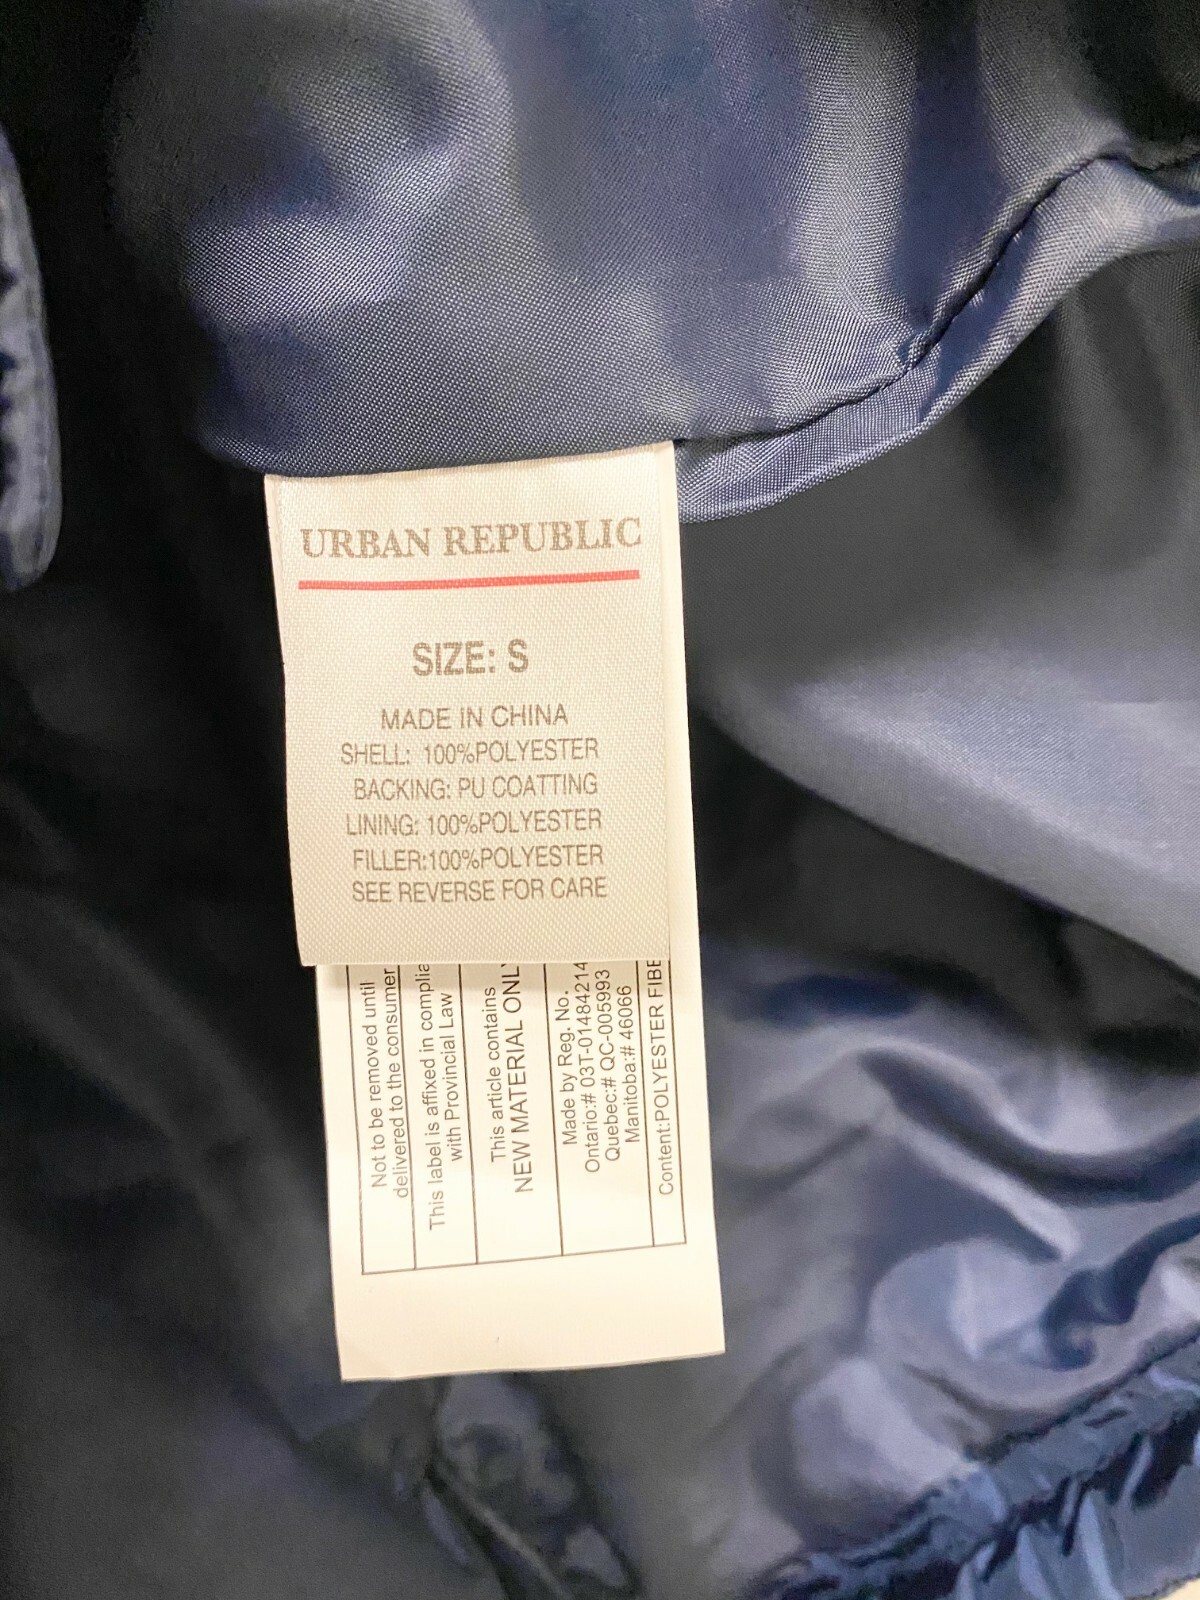 URBAN REPUBLIC
SIZE: S
MADE IN CHINA
SHELL: 100%POLYESTER
BACKING: PU COATTING
LINING: 100%POLYESTER
FILLER:100%POLYESTER
SEE REVERSE FOR CARE
Not to be removed until
delivered to the consumer
This label is affixed in
with Provincial Law
This article contains
NEW MATERIAL
Made by Reg. No.
Ontario:# 03T-01484214
Quebec:# QC-005993
Manitoba:# 46066
Content:POLYESTER